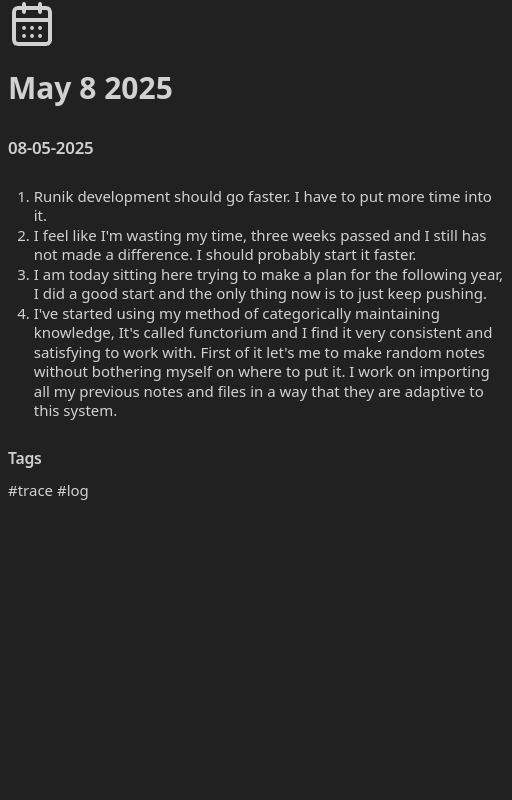 May 8 2025
08-05-2025
1. Runik development should go faster. I have to put more time into
it.
2. I feel like I'm wasting my time, three weeks passed and I still has
not made a difference. I should probably start it faster.
3. I am today sitting here trying to make a plan for the following year,
I did a good start and the only thing now is to just keep pushing.
4. I've started using my method of categorically maintaining
knowledge, It's called functorium and I find it very consistent and
satisfying to work with. First of it let's me to make random notes
without bothering myself on where to put it. I work on importing
all my previous notes and files in a way that they are adaptive to
this system.
Tags
#trace #log